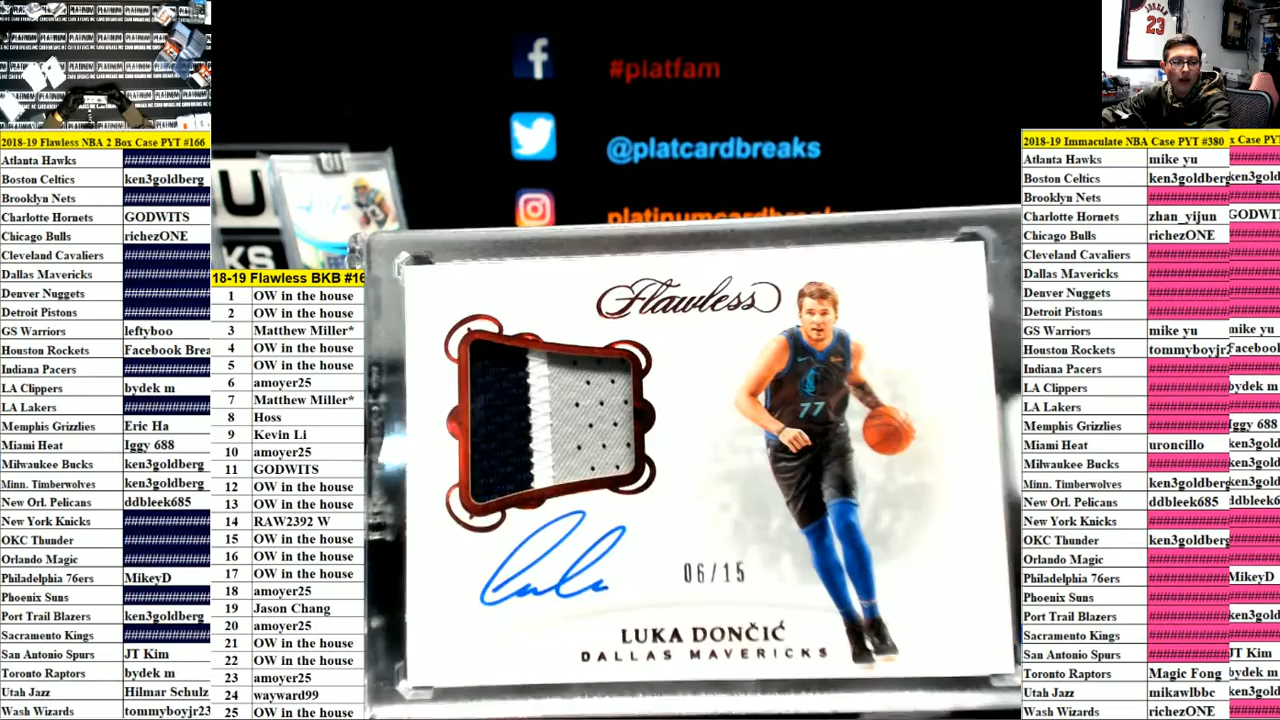 #platfam
@platcardbreaks
2018-19 Flawless NBA 2 Box Case PYT #166
Atlanta Hawks ##############
Boston Celtics ken3goldberg
Brooklyn Nets ##############
Charlotte Hornets GODWITS
Chicago Bulls richezONE
Cleveland Cavaliers ##############
Dallas Mavericks ##############
Denver Nuggets ##############
Detroit Pistons ##############
GS Warriors leftyboo
Houston Rockets Facebook Brea
Indiana Pacers ##############
LA Clippers bydek m
LA Lakers ##############
Memphis Grizzlies Eric Ha
Miami Heat Iggy 688
Milwaukee Bucks ken3goldberg
Minn. Timberwolves ken3goldberg
New Orl. Pelicans ddbleek685
New York Knicks ##############
OKC Thunder ##############
Orlando Magic ##############
Philadelphia 76ers MikeyD
Phoenix Suns ##############
Port Trail Blazers ken3goldberg
Sacramento Kings ##############
San Antonio Spurs JT Kim
Toronto Raptors bydek m
Utah Jazz Hilmar Schulz
Wash Wizards tommyboyjr23
18-19 Flawless BKB #16
1 OW in the house
2 OW in the house
3 Matthew Miller*
4 OW in the house
5 OW in the house
6 amoyer25
7 Matthew Miller*
8 Hoss
9 Kevin Li
10 amoyer25
11 GODWITS
12 OW in the house
13 OW in the house
14 RAW2392 W
15 OW in the house
16 OW in the house
17 OW in the house
18 amoyer25
19 Jason Chang
20 amoyer25
21 OW in the house
22 OW in the house
23 amoyer25
24 wayward99
25 OW in the house
Flawless
77
06/15
LUKA DONČIĆ
DALLAS MAVERICKS
23
2018-19 Immaculate NBA Case PYT #380
Atlanta Hawks mike yu
Boston Celtics ken3goldberg
Brooklyn Nets ##############
Charlotte Hornets zhan_yijun
Chicago Bulls richezONE
Cleveland Cavaliers ##############
Dallas Mavericks ##############
Denver Nuggets ##############
Detroit Pistons ##############
GS Warriors mike yu
Houston Rockets tommyboyjr2
Indiana Pacers ##############
LA Clippers ##############
LA Lakers ##############
Memphis Grizzlies ##############
Miami Heat uroncillo
Milwaukee Bucks ##############
Minn. Timberwolves ken3goldberg
New Orl. Pelicans ddbleek685
New York Knicks ##############
OKC Thunder ken3goldberg
Orlando Magic ##############
Philadelphia 76ers ##############
Phoenix Suns ##############
Port Trail Blazers ##############
Sacramento Kings ##############
San Antonio Spurs ##############
Toronto Raptors Magic Fong
Utah Jazz mikawlbbc
Wash Wizards richezONE